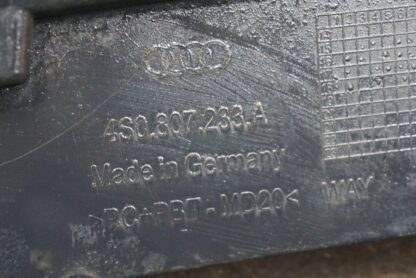 4S0.807.233.A
Made in Germany
>PC+PBT-MD20<
WAY